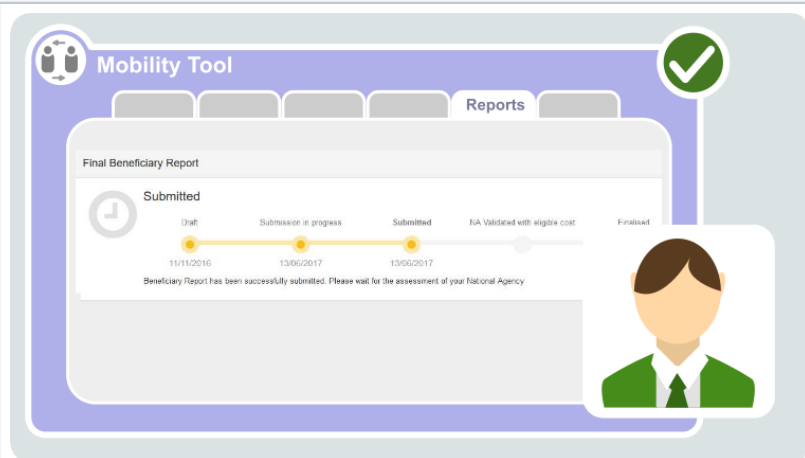 Mobility Tool
Reports
Final Beneficiary Report
Submitted
Draft Submission in progress Submitted NA Validated with eligible cost Finalised
11/11/2016 13/06/2017 13/06/2017
Beneficiary Report has been successfully submitted. Please wait for the assessment of your National Agency